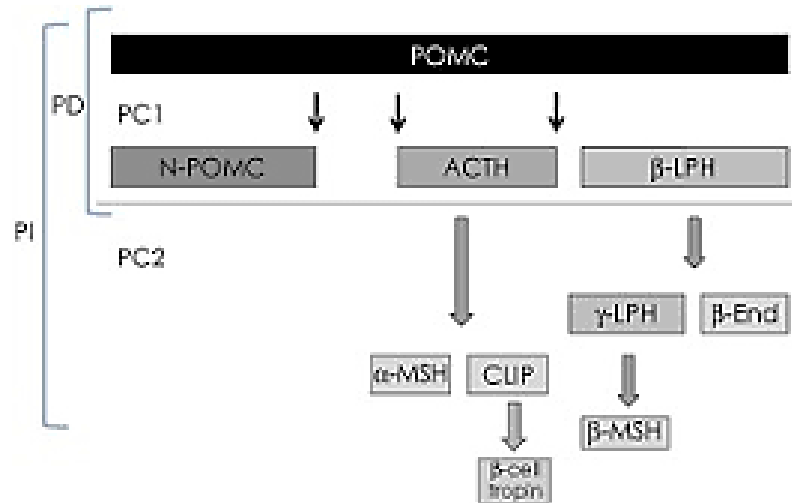 POMC
PD
PC1
N-POMC
ACTH
β-LPH
PI
PC2
γ-LPH
β-End
α-MSH
CLIP
β-MSH
β-cell
tropin